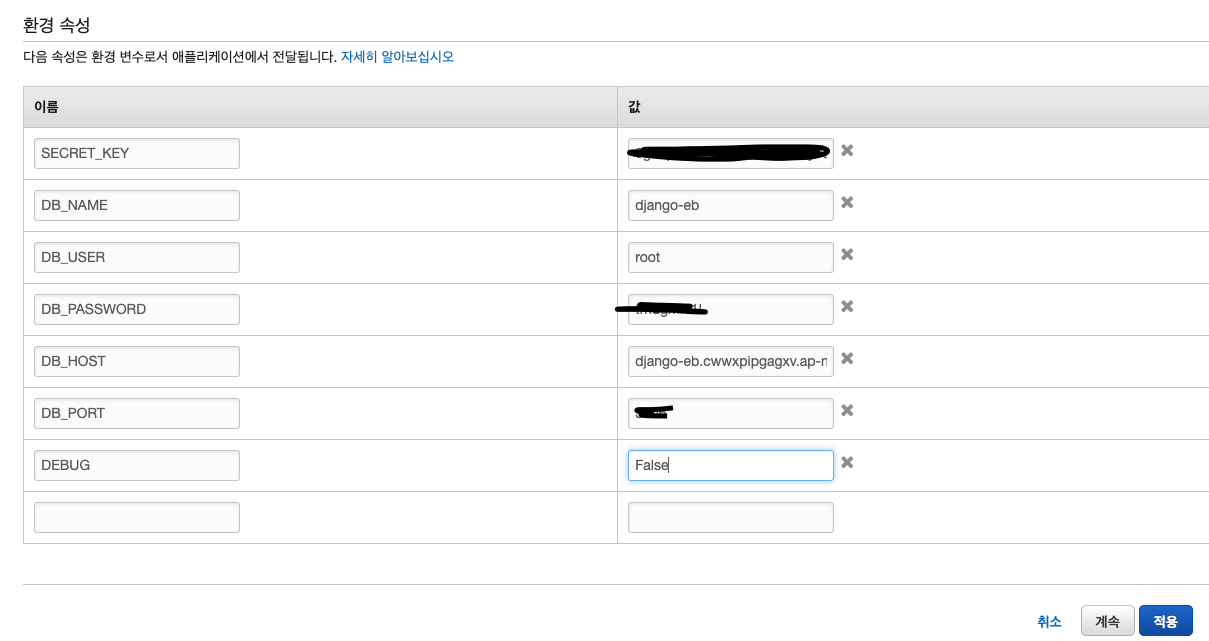 환경 속성
다음 속성은 환경 변수로서 애플리케이션에서 전달됩니다. 자세히 알아보십시오
이름 값
SECRET_KEY
DB_NAME django-eb
DB_USER root
DB_PASSWORD
DB_HOST django-eb.cwwxpipgagxv.ap-n
DB_PORT
DEBUG False
취소 계속 적용